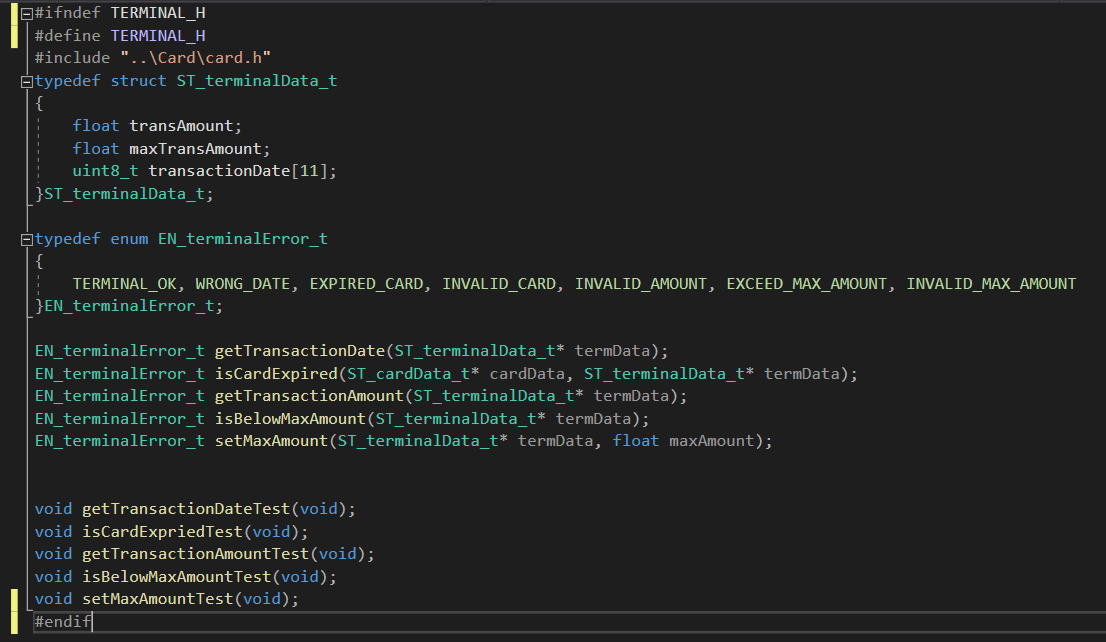 #ifndef TERMINAL_H
#define TERMINAL_H
#include "..\Card\card.h"
typedef struct ST_terminalData_t
{
    float transAmount;
    float maxTransAmount;
    uint8_t transactionDate[11];
}ST_terminalData_t;
typedef enum EN_terminalError_t
{
    TERMINAL_OK, WRONG_DATE, EXPIRED_CARD, INVALID_CARD, INVALID_AMOUNT, EXCEED_MAX_AMOUNT, INVALID_MAX_AMOUNT
}EN_terminalError_t;
EN_terminalError_t getTransactionDate(ST_terminalData_t* termData);
EN_terminalError_t isCardExpired(ST_cardData_t* cardData, ST_terminalData_t* termData);
EN_terminalError_t getTransactionAmount(ST_terminalData_t* termData);
EN_terminalError_t isBelowMaxAmount(ST_terminalData_t* termData);
EN_terminalError_t setMaxAmount(ST_terminalData_t* termData, float maxAmount);
void getTransactionDateTest(void);
void isCardExpriedTest(void);
void getTransactionAmountTest(void);
void isBelowMaxAmountTest(void);
void setMaxAmountTest(void);
#endif